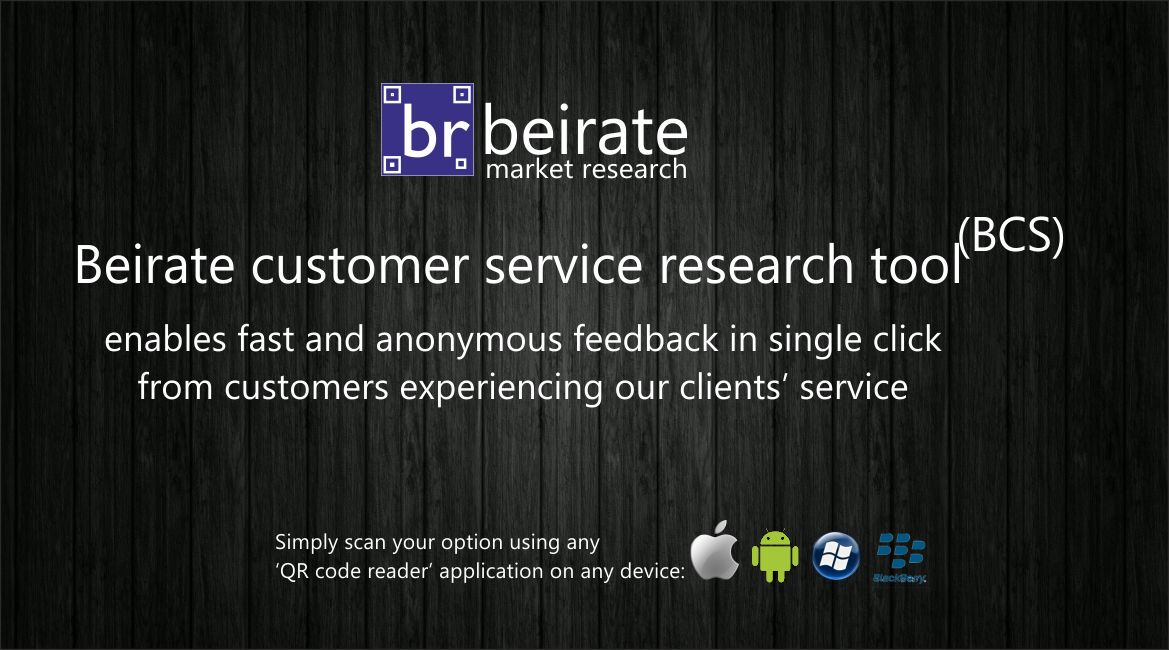 br beirate
market research
Beirate customer service research tool (BCS)
enables fast and anonymous feedback in single click
from customers experiencing our clients’ service
Simply scan your option using any
’QR code reader’ application on any device:
BlackBerry.